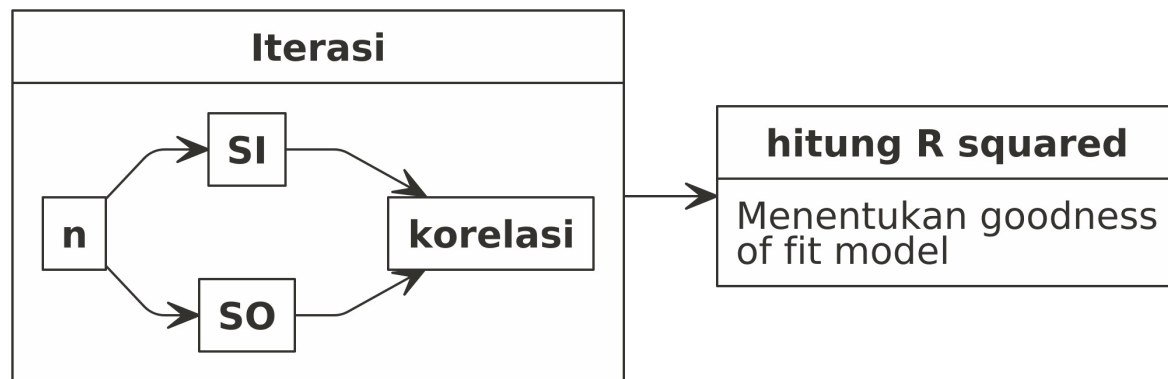 Iterasi
n
SI
SO
korelasi
hitung R squared
Menentukan goodness
of fit model